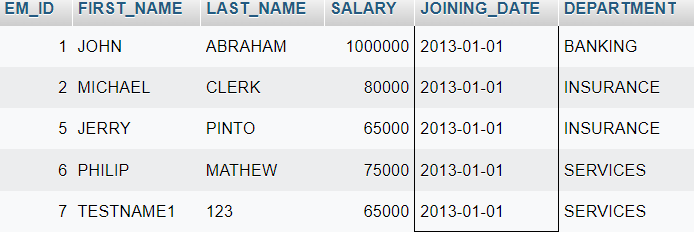 EM_ID FIRST_NAME LAST_NAME SALARY JOINING_DATE DEPARTMENT
1 JOHN ABRAHAM 1000000 2013-01-01 BANKING
2 MICHAEL CLERK 80000 2013-01-01 INSURANCE
5 JERRY PINTO 65000 2013-01-01 INSURANCE
6 PHILIP MATHEW 75000 2013-01-01 SERVICES
7 TESTNAME1 123 65000 2013-01-01 SERVICES